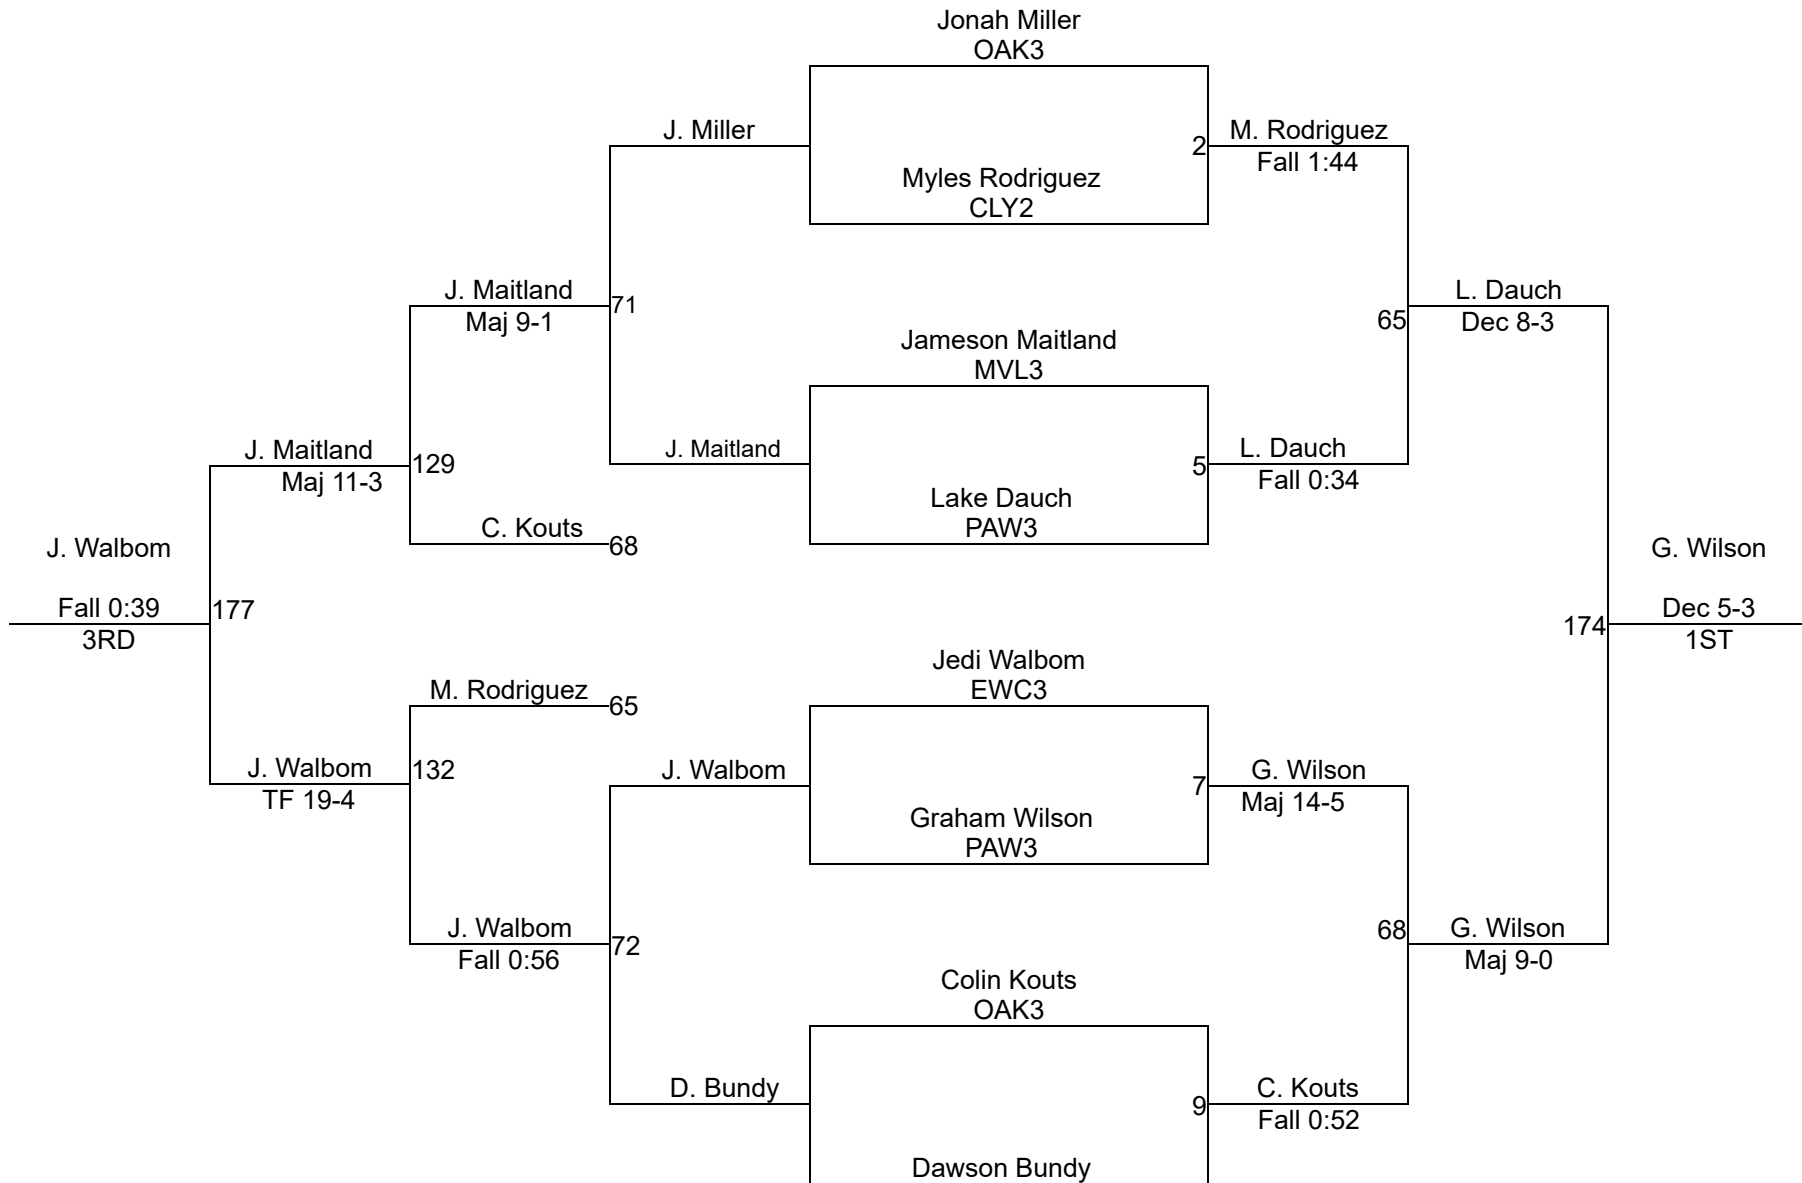 Jonah Miller
OAK3
J. Miller
2
M. Rodriguez
Fall 1:44
Myles Rodriguez
CLY2
J. Maitland
Maj 9-1
71
65
L. Dauch
Dec 8-3
Jameson Maitland
MVL3
J. Maitland
Maj 11-3
129
J. Maitland
5
L. Dauch
Fall 0:34
Lake Dauch
PAW3
C. Kouts
68
J. Walbom
Fall 0:39
3RD
177
G. Wilson
Dec 5-3
1ST
174
Jedi Walbom
EWC3
M. Rodriguez
65
J. Walbom
TF 19-4
132
J. Walbom
7
G. Wilson
Maj 14-5
Graham Wilson
PAW3
J. Walbom
Fall 0:56
72
68
G. Wilson
Maj 9-0
Colin Kouts
OAK3
D. Bundy
9
C. Kouts
Fall 0:52
Dawson Bundy